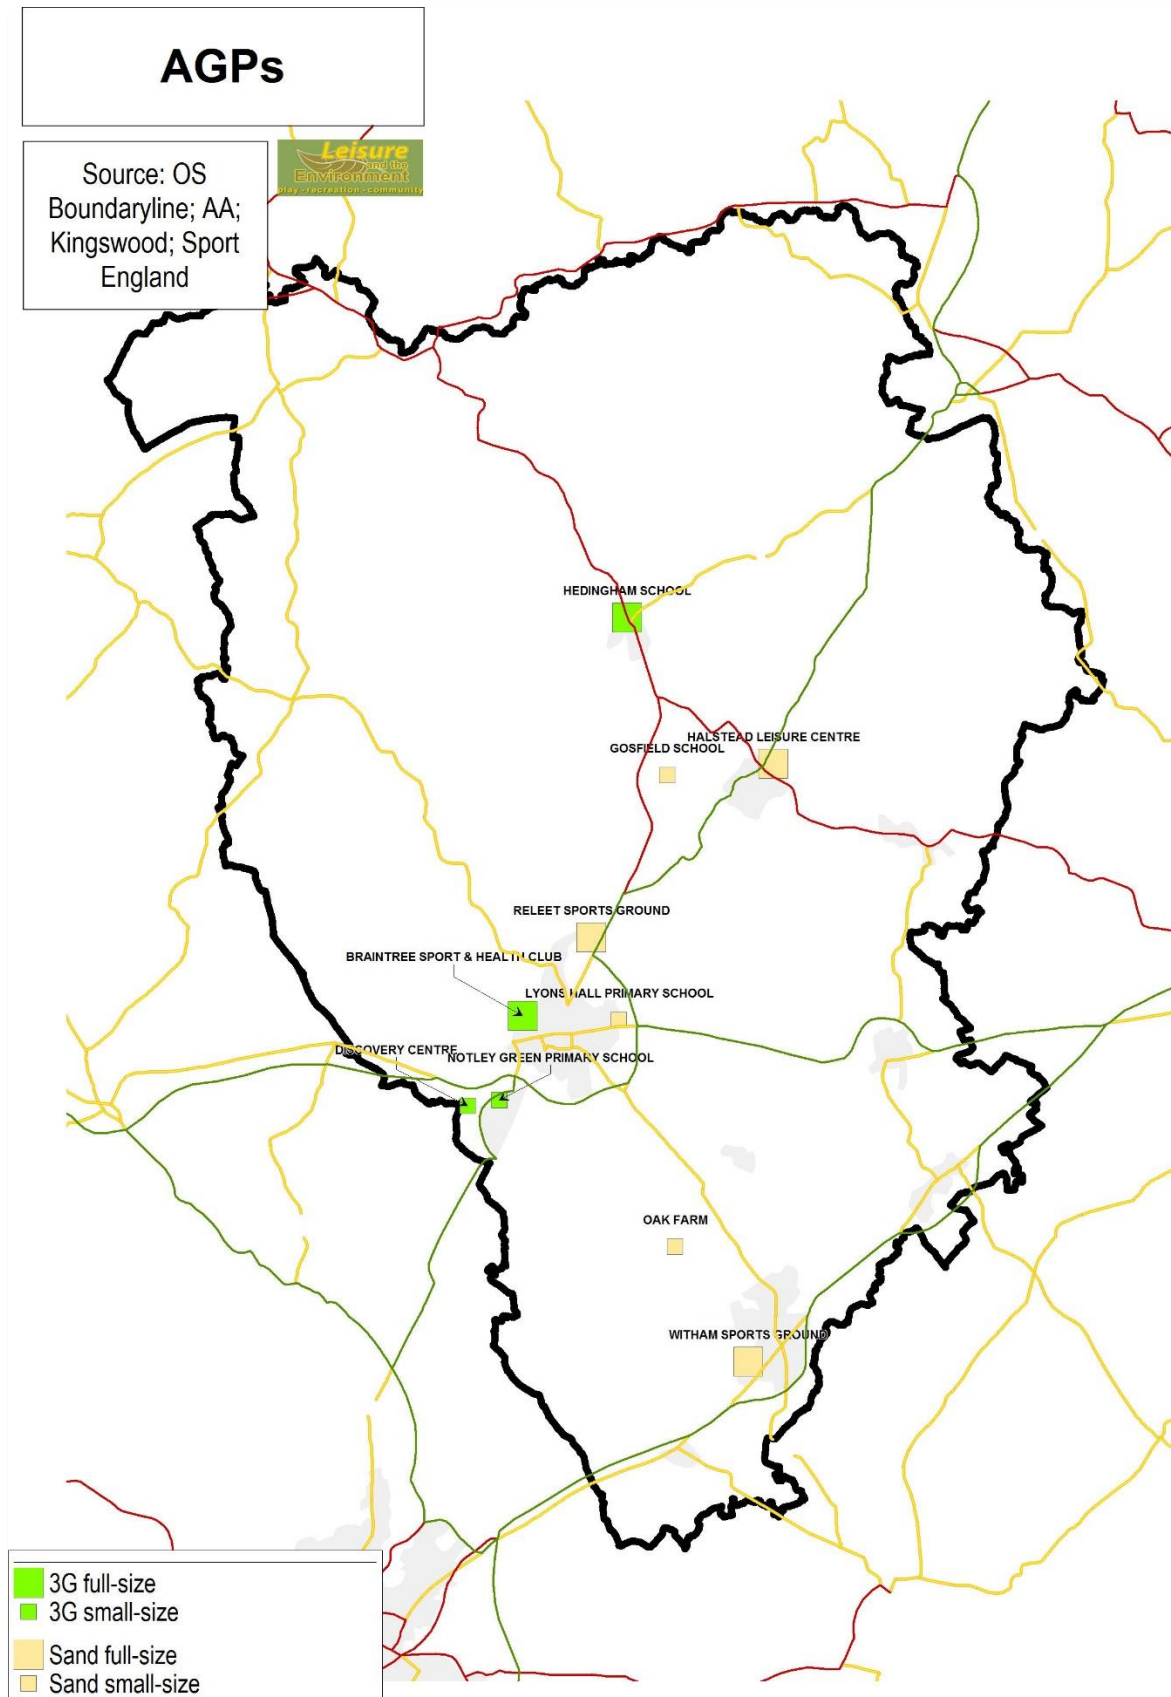 AGPs
Source: OS
Boundaryline; AA;
Kingswood; Sport
England
Leisure
and the
Environment
play - recreation - community
HEDINGHAM SCHOOL
HALSTEAD LEISURE CENTRE
GOSFIELD SCHOOL
RELEET SPORTS GROUND
BRAINTREE SPORT & HEALTH CLUB
LYONS HALL PRIMARY SCHOOL
DISCOVERY CENTRE
NOTLEY GREEN PRIMARY SCHOOL
OAK FARM
WITHAM SPORTS GROUND
3G full-size
3G small-size
Sand full-size
Sand small-size